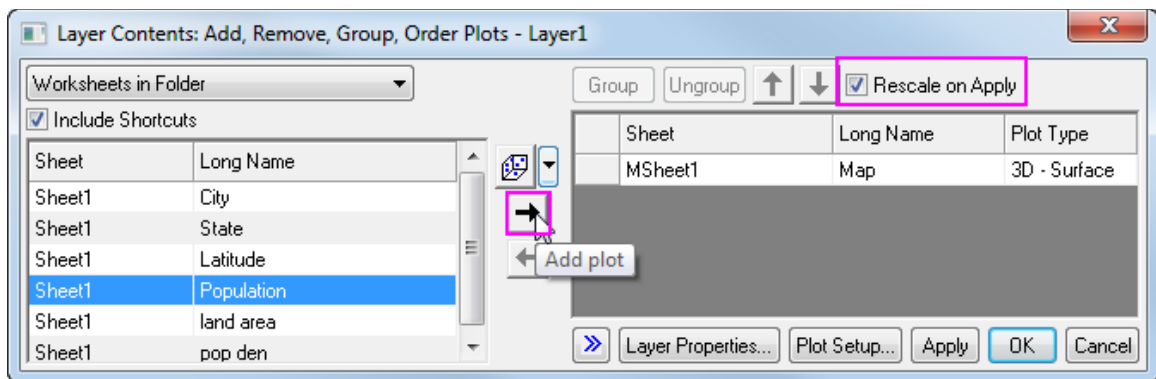 Layer Contents: Add, Remove, Group, Order Plots - Layer1
Worksheets in Folder
Group Ungroup Rescale on Apply
Include Shortcuts
Sheet Long Name
Sheet1 City
Sheet1 State
Sheet1 Latitude
Sheet1 Population
Sheet1 land area
Sheet1 pop den
Add plot
Sheet Long Name Plot Type
MSheet1 Map 3D - Surface
Layer Properties... Plot Setup... Apply OK Cancel